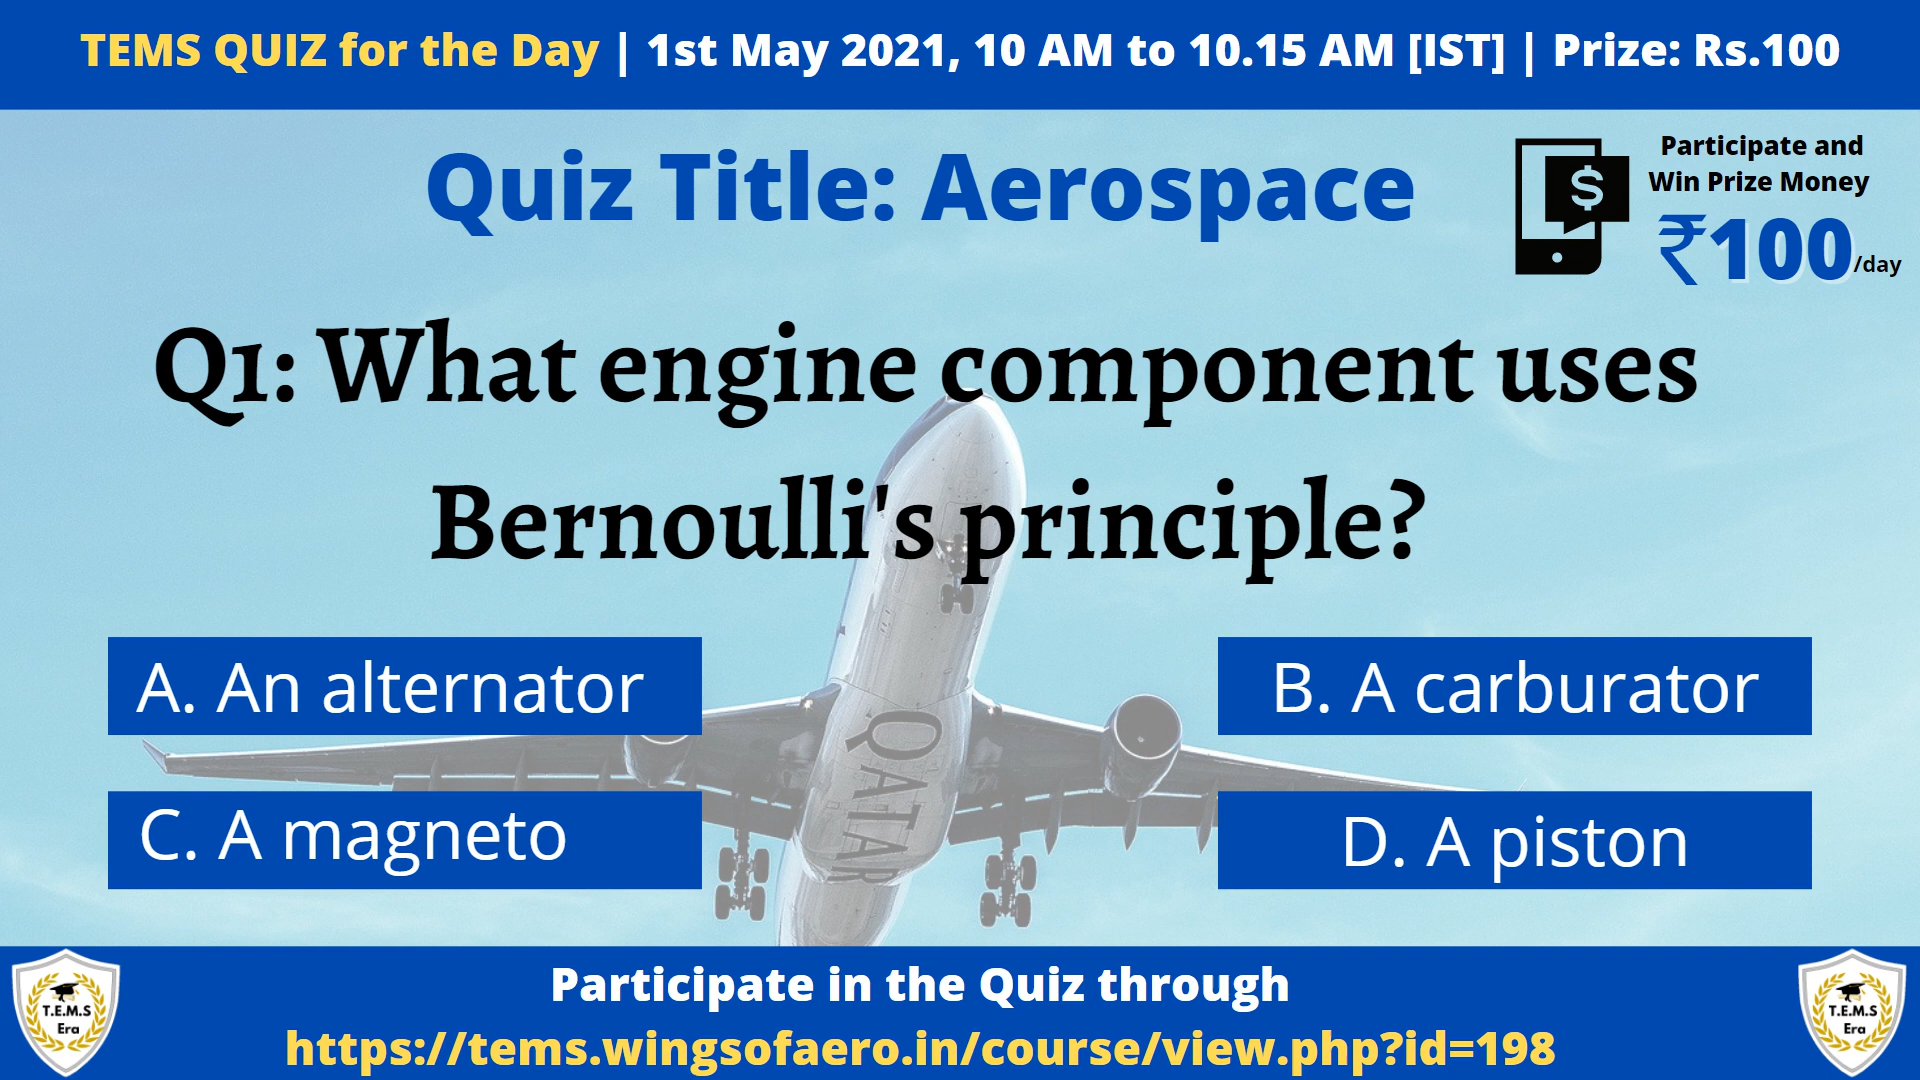 TEMS QUIZ for the Day | 1st May 2021, 10 AM to 10.15 AM [IST] | Prize: Rs.100
Quiz Title: Aerospace
$
Participate and
Win Prize Money
₹100/day
Q1: What engine component uses
Bernoulli's principle?
A. An alternator
B. A carburator
C. A magneto
D. A piston
QATAR
Participate in the Quiz through
https://tems.wingsofaero.in/course/view.php?id=198
T.E.M.S
Era
T.E.M.S
Era